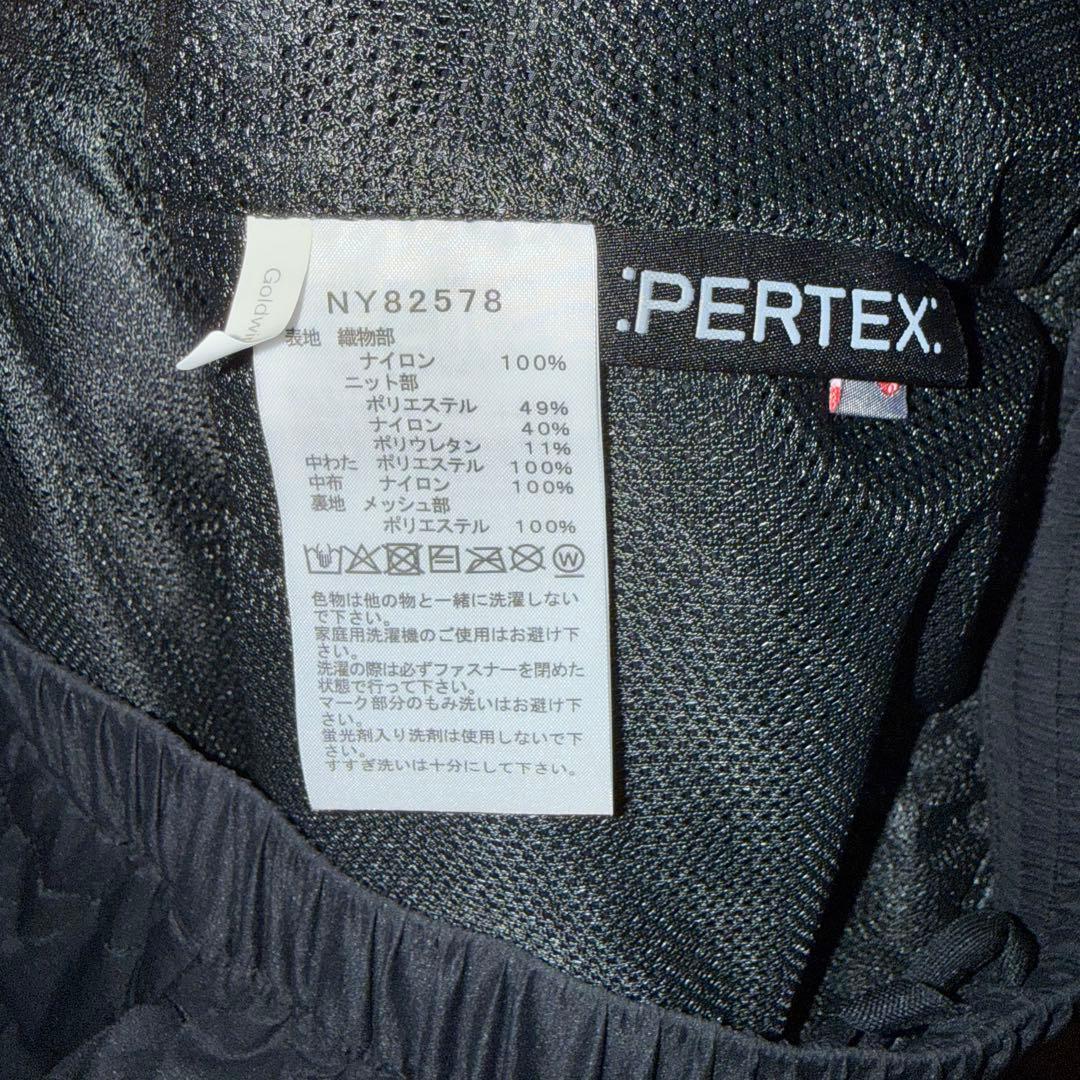 Goldwi
NY82578
PERTEX
表地 織物部
ナイロン 100%
ニット部
ポリエステル 49%
ナイロン 40%
ポリウレタン 11%
中わた ポリエステル 100%
中布 ナイロン 100%
裏地 メッシュ部
ポリエステル 100%
W
色物は他の物と一緒に洗濯しない
で下さい。
家庭用洗濯機のご使用はお避け下
さい。
洗濯の際は必ずファスナーを閉めた
状態で行って下さい。
マーク部分のもみ洗いはお避け下
さい。
蛍光剤入り洗剤は使用しないで下
さい。
すすぎ洗いは十分にして下さい。